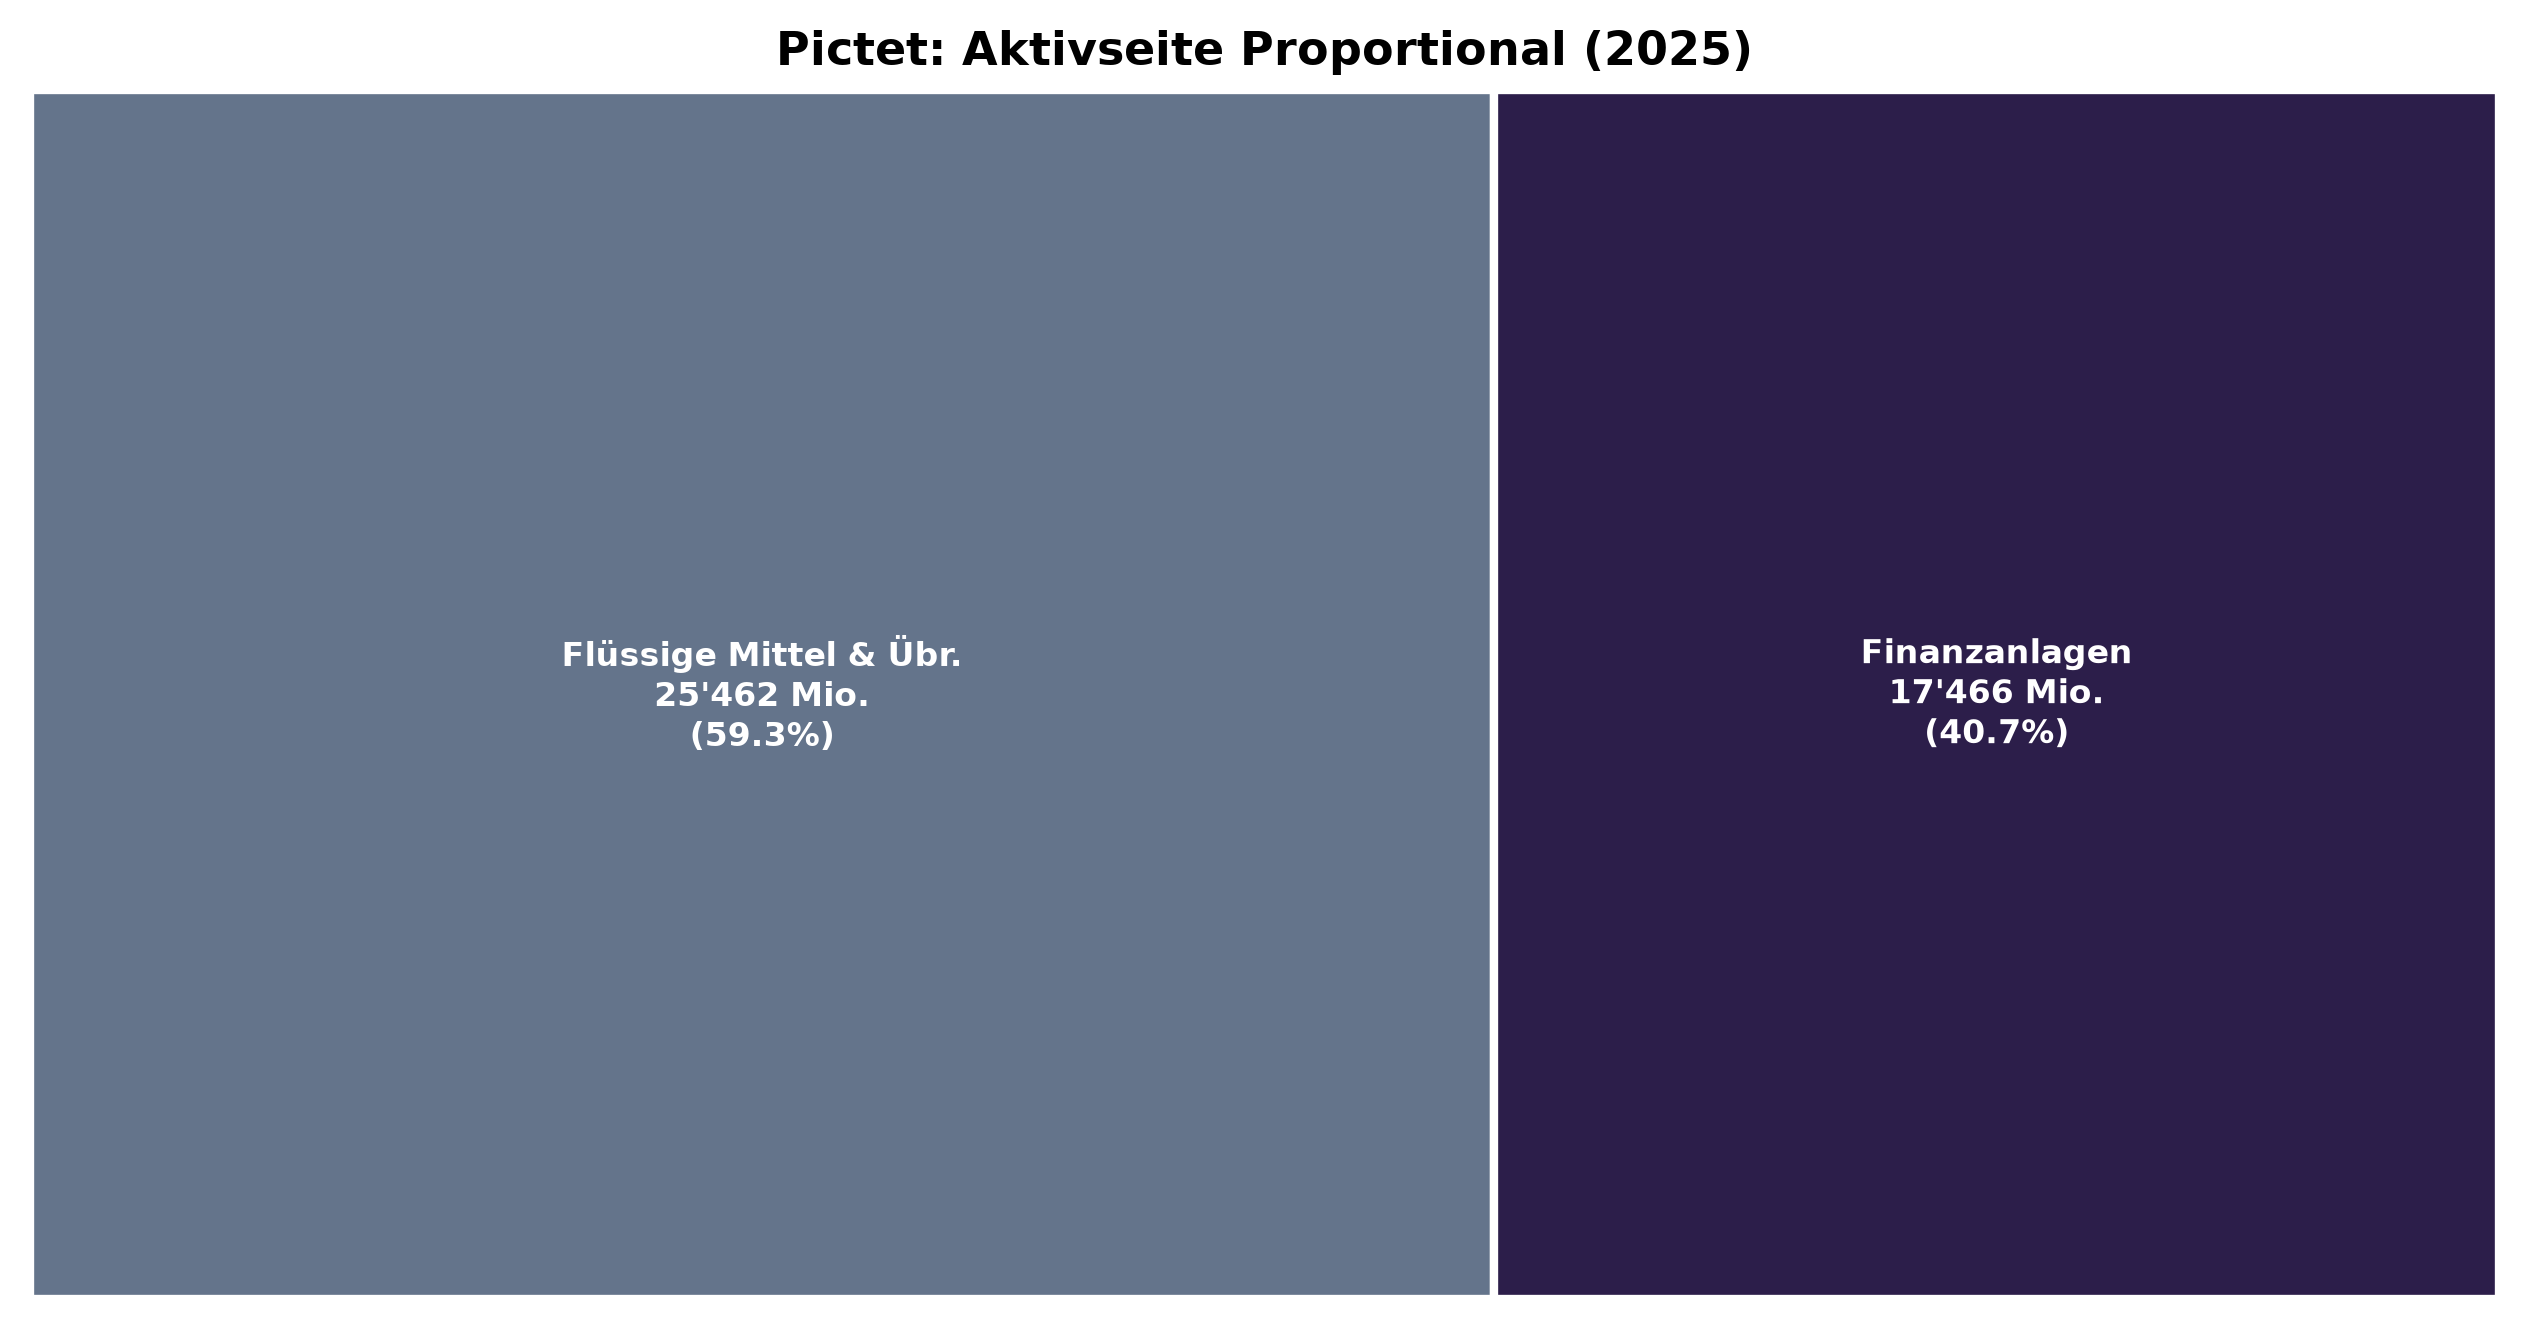 Pictet: Aktivseite Proportional (2025)
Flüssige Mittel & Übr.
25'462 Mio.
(59.3%)
Finanzanlagen
17'466 Mio.
(40.7%)